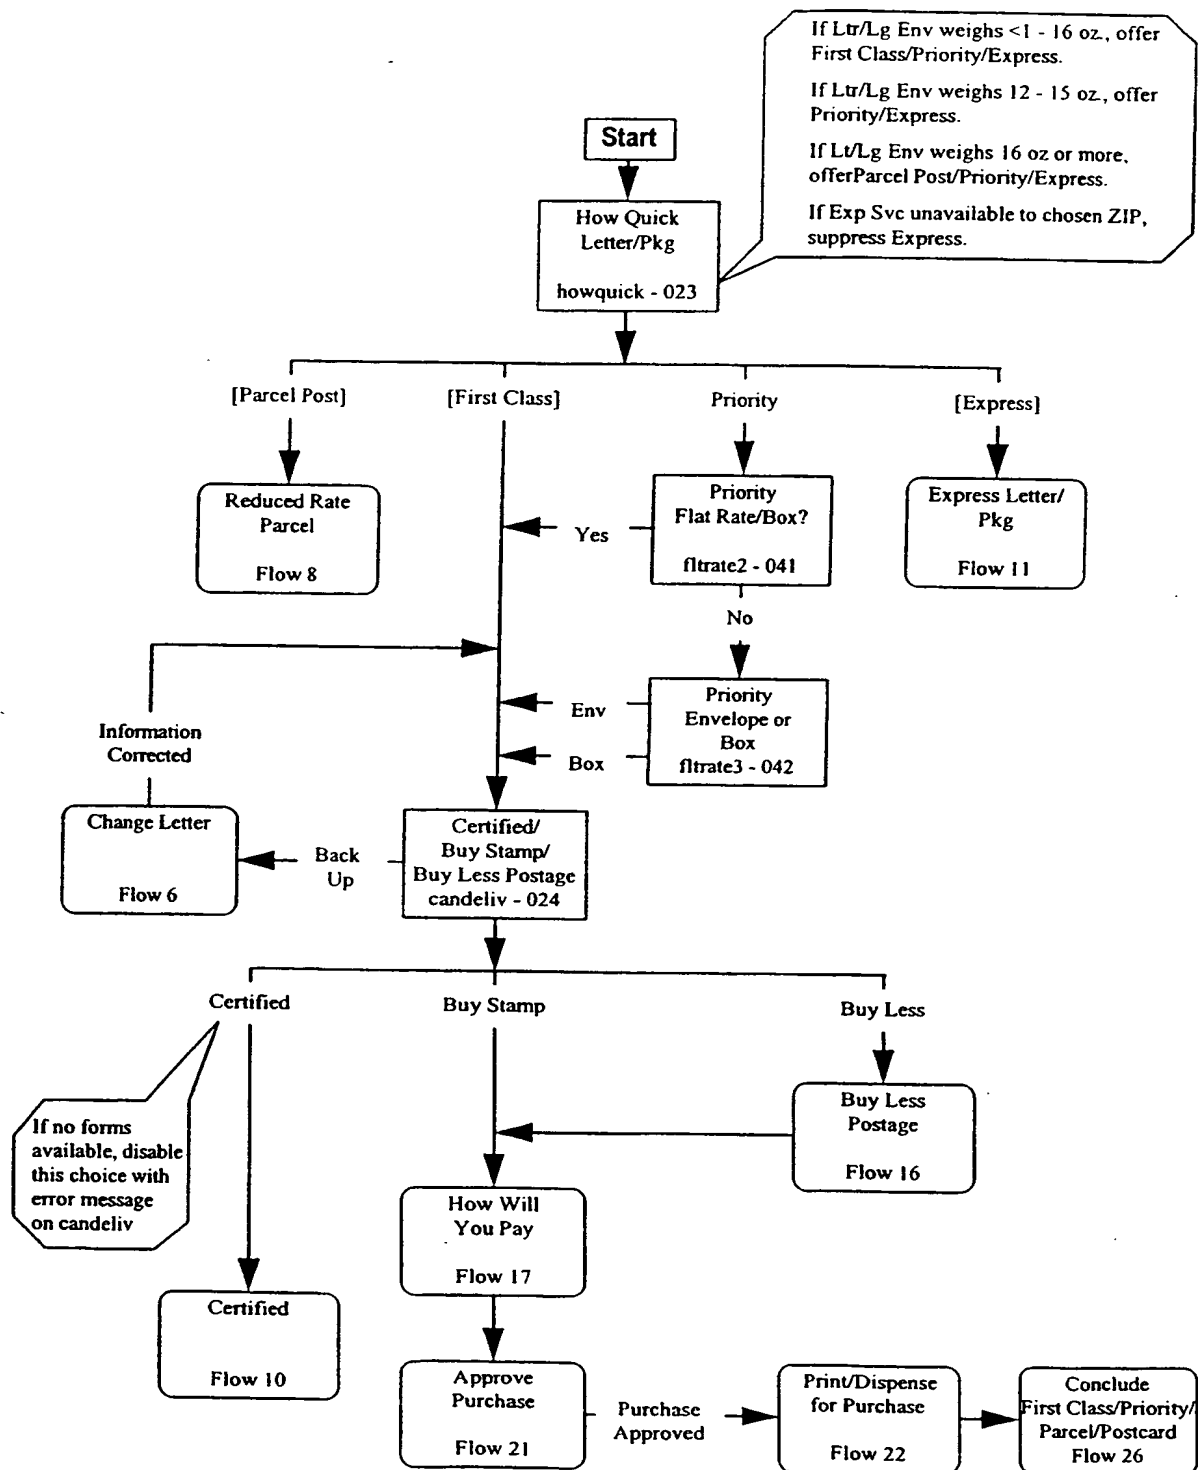 If Ltr/Lg Env weighs <1 - 16 oz., offer
First Class/Priority/Express.
If Ltr/Lg Env weighs 12 - 15 oz., offer
Priority/Express.
If Lt/Lg Env weighs 16 oz or more,
offerParcel Post/Priority/Express.
If Exp Svc unavailable to chosen ZIP,
suppress Express.
Start
How Quick
Letter/Pkg
howquick - 023
[Parcel Post]
[First Class]
Priority
[Express]
Reduced Rate
Parcel
Flow 8
Yes
Priority
Flat Rate/Box?
fltrate2 - 041
Express Letter/
Pkg
Flow 11
No
Information
Corrected
Env
Box
Priority
Envelope or
Box
fltrate3 - 042
Change Letter
Flow 6
Back
Up
Certified/
Buy Stamp/
Buy Less Postage
candeliv - 024
Certified
Buy Stamp
Buy Less
If no forms
available, disable
this choice with
error message
on candeliv
Buy Less
Postage
Flow 16
How Will
You Pay
Flow 17
Certified
Flow 10
Approve
Purchase
Flow 21
Purchase
Approved
Print/Dispense
for Purchase
Flow 22
Conclude
First Class/Priority/
Parcel/Postcard
Flow 26